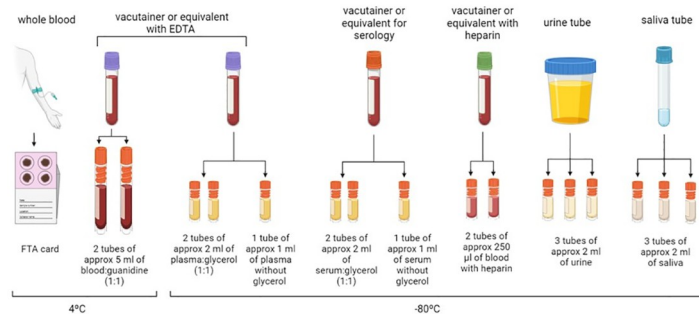 whole blood
vacutainer or equivalent
with EDTA
vacutainer or
equivalent for
serology
vacutainer or
equivalent with
heparin
urine tube
saliva tube
FTA card
2 tubes of
approx 5 ml of
blood:guanidine
(1:1)
2 tubes of
approx 2 ml of
plasma:glycerol
(1:1)
1 tube of
approx 1 ml
of plasma
without
glycerol
2 tubes of
approx 2 ml
of
serum:glycerol
(1:1)
1 tube of
approx 1 ml
of serum
without glycerol
2 tubes of
approx 250
µl of blood
with heparin
3 tubes of
approx 2 ml
of urine
3 tubes of
approx 2 ml
of saliva
4ºC
-80ºC